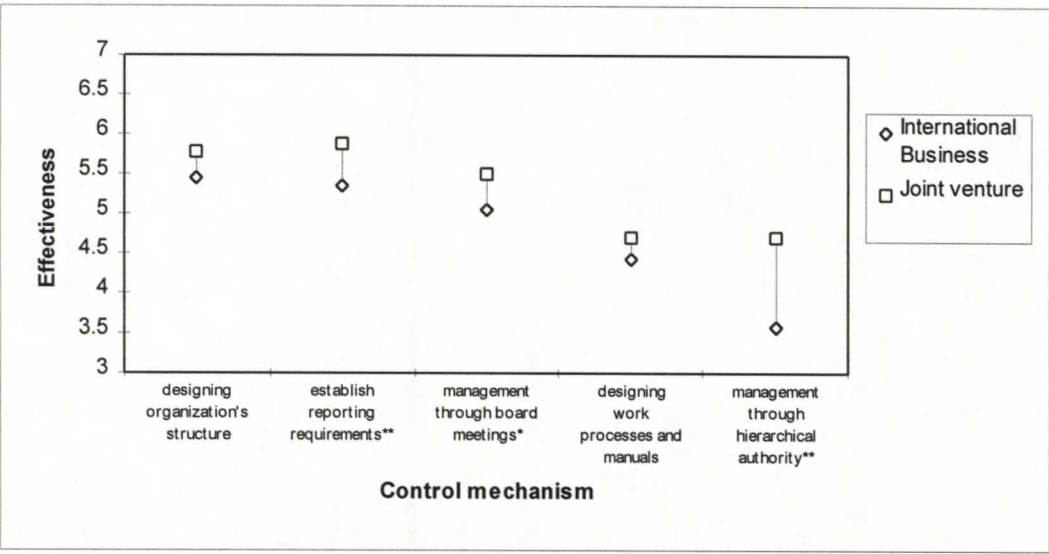 7
6.5
6
5.5
5
4.5
4
3.5
3
Effectiveness
designing
organization's
structure
establish
reporting
requirements**
management
through board
meetings*
designing
work
processes and
manuals
management
through
hierarchical
authority**
Control mechanism
International
Business
Joint venture